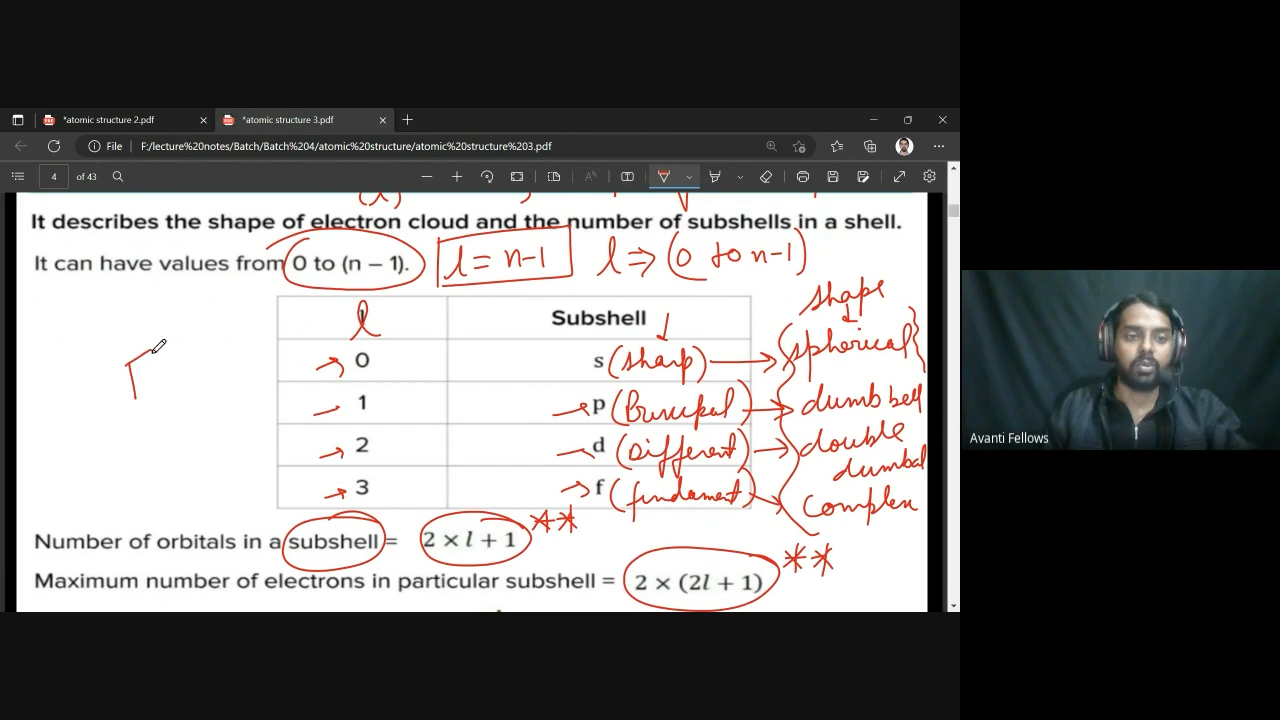 *atomic structure 2.pdf
*atomic structure 3.pdf
File F:/lecture%20notes/Batch/Batch%204/atomic%20structure/atomic%20structure%203.pdf
4 of 43
(l)
It describes the shape of electron cloud and the number of subshells in a shell.
It can have values from 0 to (n − 1). l = n-1 l ⇒ (0 to n-1)
shape
l Subshell
0 s (sharp) → spherical
1 p (Principal) → dumbbell
2 d (Different) → double dumbal
3 f (fundament) → complex
Number of orbitals in a subshell = 2 × l + 1 **
Maximum number of electrons in particular subshell = 2 × (2l + 1) **
Avanti Fellows